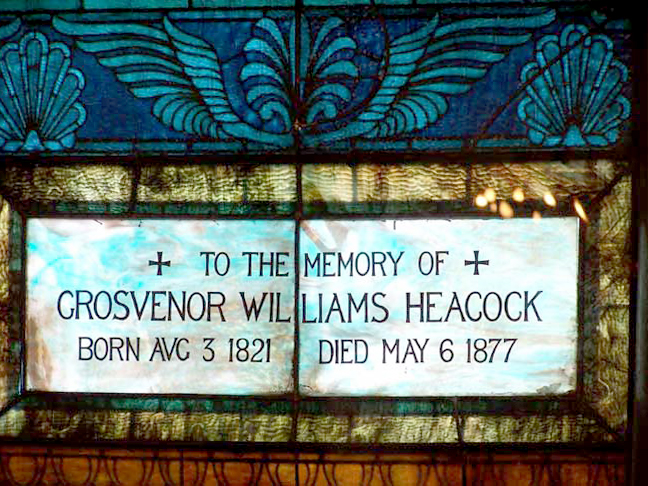 ✠ TO THE MEMORY OF ✠
GROSVENOR WILLIAMS HEACOCK
BORN AVG 3 1821 DIED MAY 6 1877